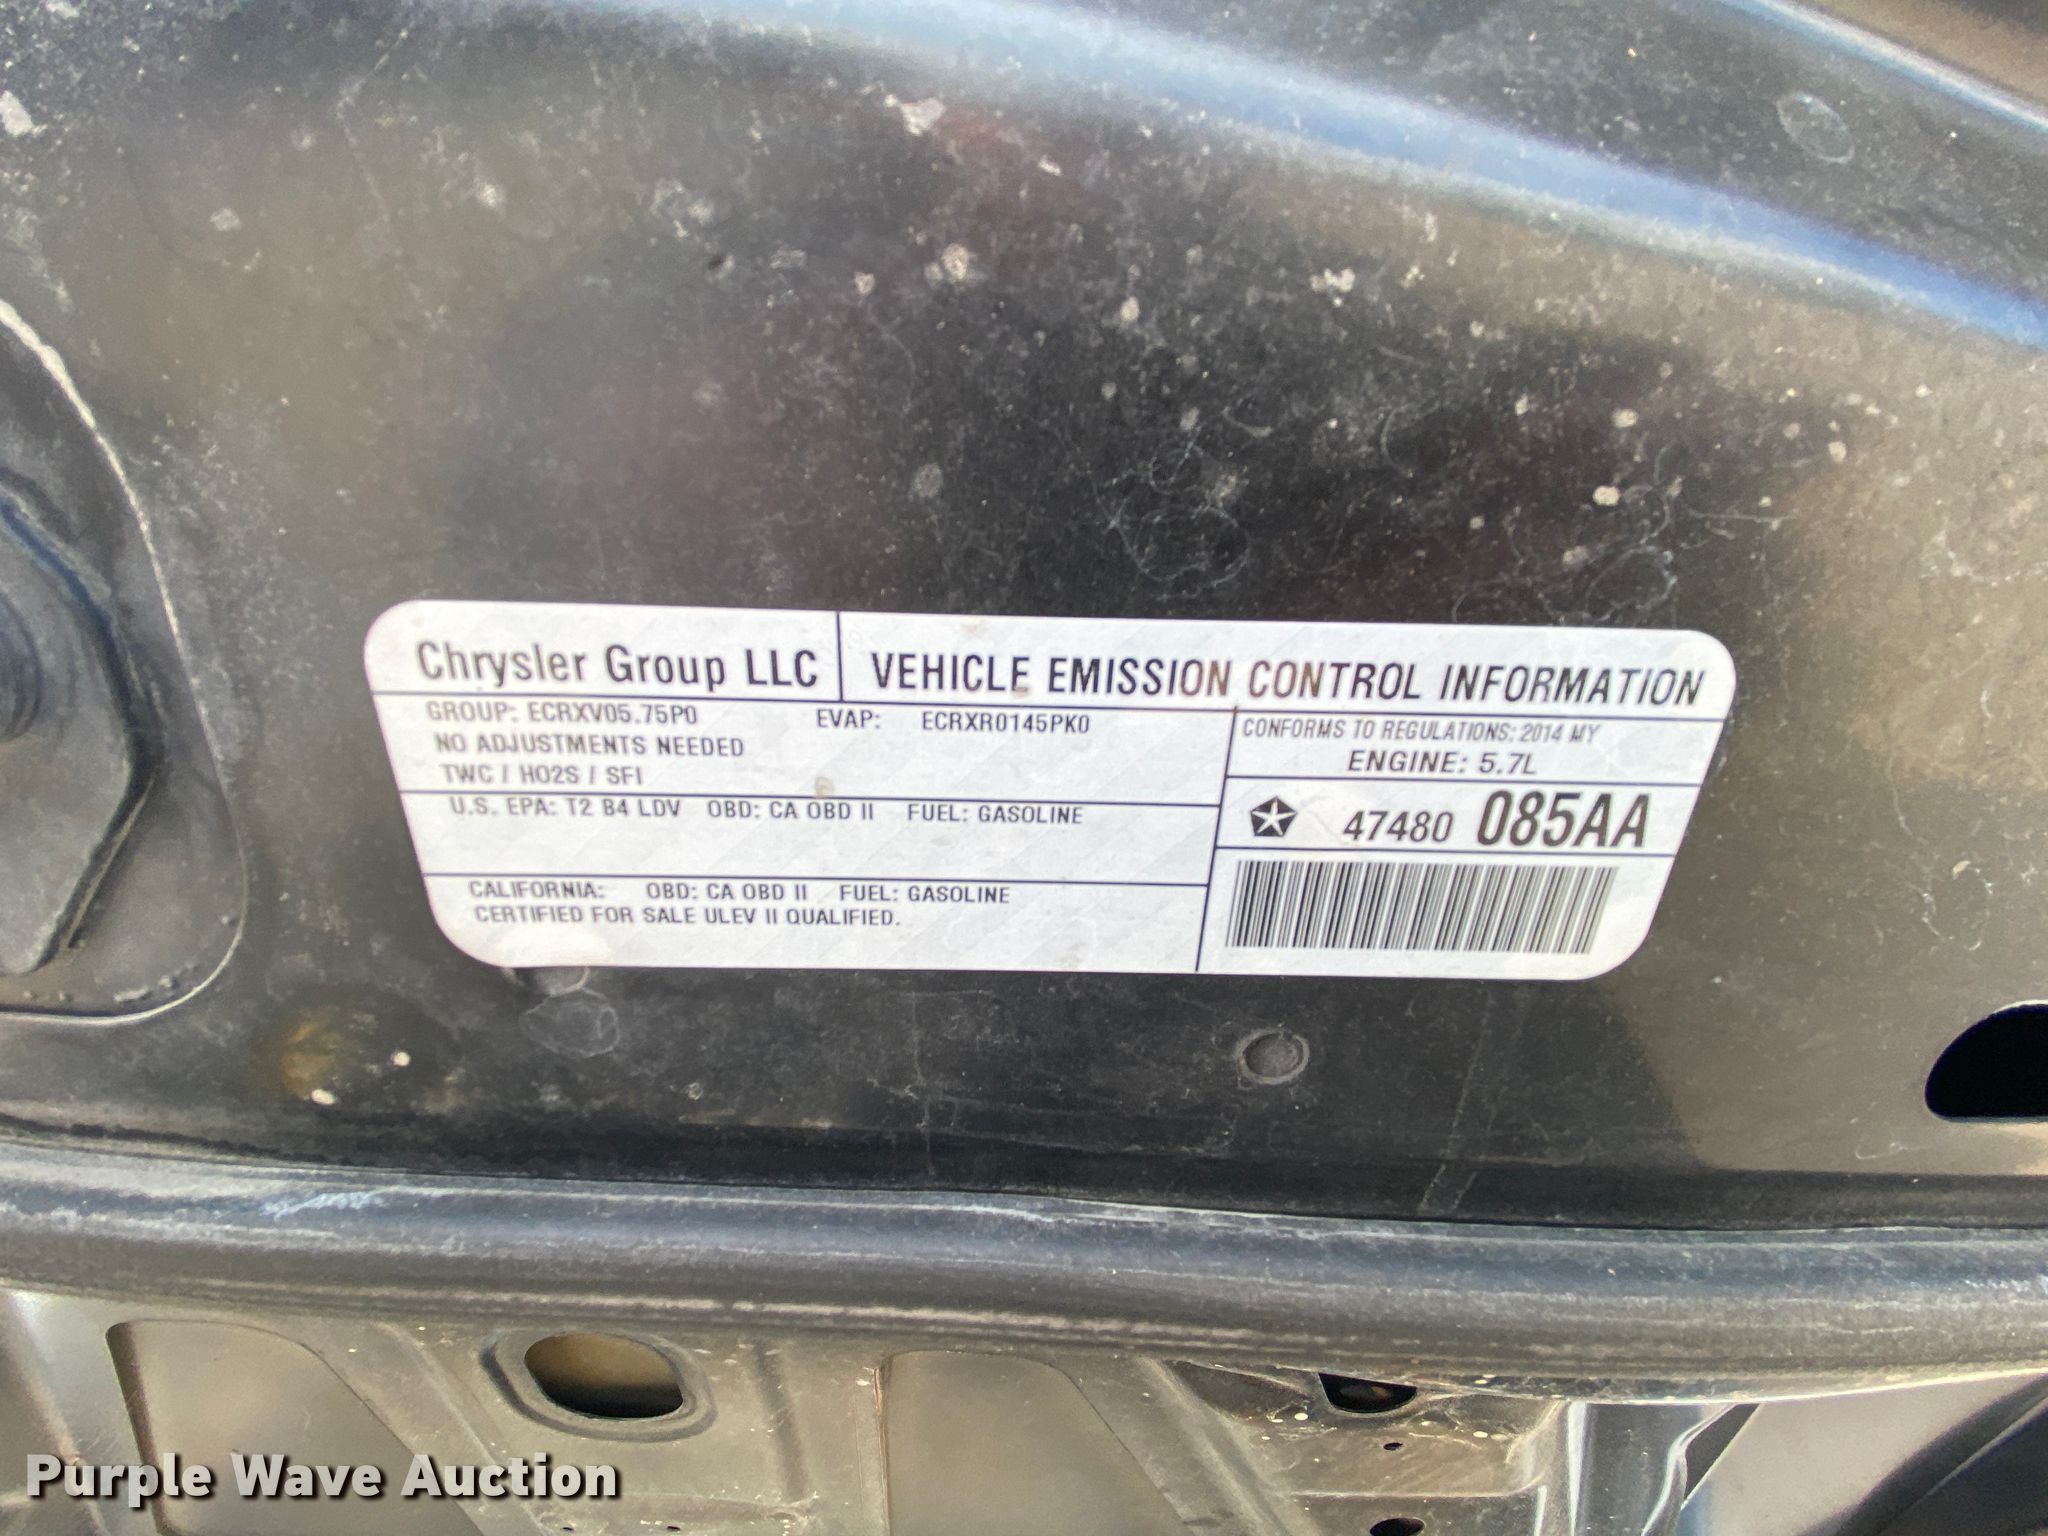 Chrysler Group LLC VEHICLE EMISSION CONTROL INFORMATION
GROUP: ECRXV05.75P0 EVAP: ECRXR0145PK0
NO ADJUSTMENTS NEEDED
TWC / HO2S / SFI
CONFORMS TO REGULATIONS: 2014 MY
ENGINE: 5.7L
U.S. EPA: T2 B4 LDV OBD: CA OBD II FUEL: GASOLINE
47480 085AA
CALIFORNIA: OBD: CA OBD II FUEL: GASOLINE
CERTIFIED FOR SALE ULEV II QUALIFIED.
Purple Wave Auction